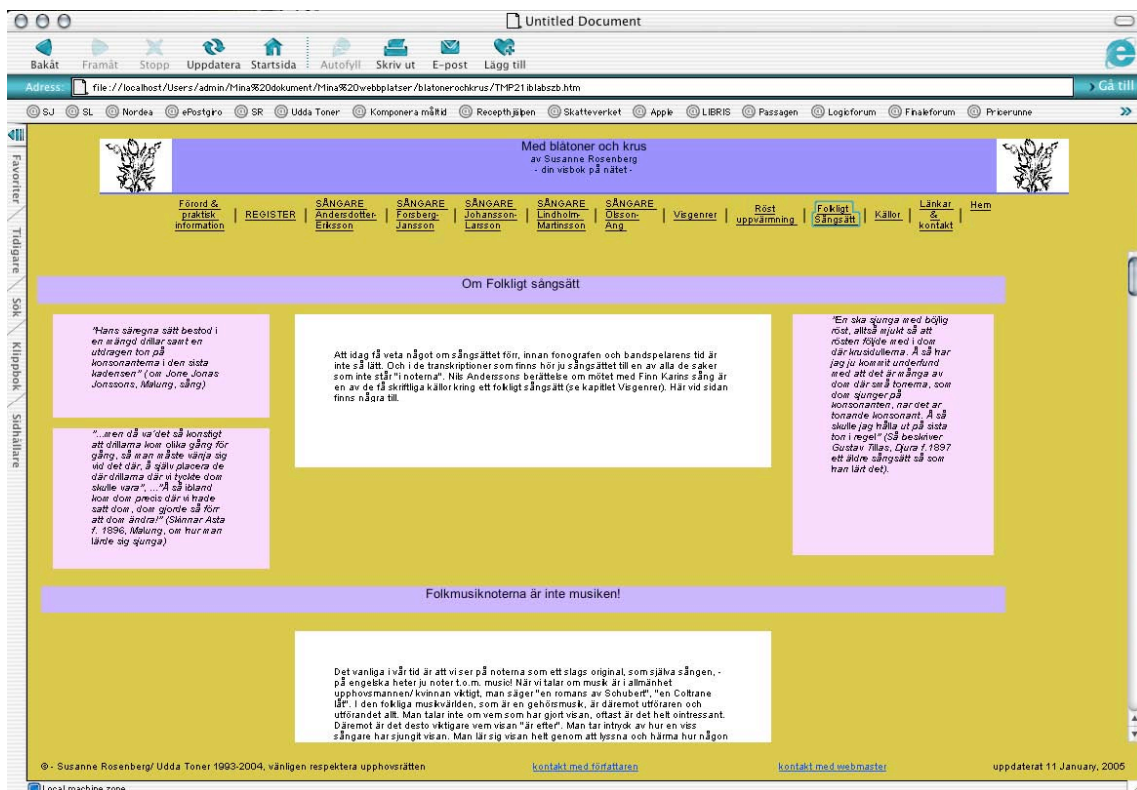 Untitled Document
Bakåt Framåt Stopp Uppdatera Startsida Autofyll Skriv ut E-post Lägg till
Adress: file://localhost/Users/admin/Mina%20dokument/Mina%20webbplatser/blatonerochkrus/TMP21iblabszb.htm Gå till
SJ SL Nordea ePostgiro SR Udda Toner Komponera måltid Recepthjälpen Skatteverket Apple LIBRIS Passagen Logicforum Finaleforum Pricerunne
Favoriter
Tidigare
Sök
Klippbok
Sidhållare
Med blåtoner och krus
av Susanne Rosenberg
- din visbok på nätet -
Förord &
praktisk
information
REGISTER
SÅNGARE
Andersdotter-
Eriksson
SÅNGARE
Forsberg-
Jansson
SÅNGARE
Johansson-
Larsson
SÅNGARE
Lindholm-
Martinsson
SÅNGARE
Olsson-
Ang
Visgenrer
Röst
uppvärmning
Folkligt
Sångsätt
Källor
Länkar
&
kontakt
Hem
Om Folkligt sångsätt
"Hans säregna sätt bestod i
en mängd drillar samt en
utdragen ton på
konsonanterna i den sista
kadensen" (om Jone Jonas
Jonssons, Malung, sång)
"...men då va'det så konstigt
att drillarna kom olika gång för
gång, så man måste vänja sig
vid det där, å själv placera de
där drillarna där vi tyckte dom
skulle vara", ..."Å så ibland
kom dom precis där vi hade
satt dom, dom gjorde så förr
att dom ändra!" (Skinnar Asta
f. 1896, Malung, om hur man
lärde sig sjunga)
Att idag få veta något om sångsättet förr, innan fonografen och bandspelarens tid är
inte så lätt. Och i de transkriptioner som finns hör ju sångsättet till en av alla de saker
som inte står "i noterna". Nils Anderssons berättelse om mötet med Finn Karins sång är
en av de få skriftliga källor kring ett folkligt sångsätt (se kapitlet Visgenrer). Här vid sidan
finns några till.
"En ska sjunga med böjlig
röst, alltså mjukt så att
rösten följde med i dom
där krusidullerna. Å så har
jag ju kommit underfund
med att det är många av
dom där små tonerna, som
dom sjunger på
konsonanten, nar det ar
tonande konsonant. Å så
skulle jag hålla ut på sista
ton i regel" (Så beskriver
Gustav Tillas, Djura f.1897
ett äldre sångsätt så som
han lärt det).
Folkmusiknoterna är inte musiken!
Det vanliga i vår tid är att vi ser på noterna som ett slags original, som själva sången, -
på engelska heter ju noter t.o.m. music! När vi talar om musik är i allmänhet
upphovsmannen/ kvinnan viktigt, man säger "en romans av Schubert", "en Coltrane
låt". I den folkliga musikvärlden, som är en gehörsmusik, är däremot utföraren och
utförandet allt. Man talar inte om vem som har gjort visan, oftast är det helt ointressant.
Däremot är det desto viktigare vem visan "är efter". Man tar intryck av hur en viss
sångare har sjungit visan. Man lär sig visan helt genom att lyssna och härma hur någon
© - Susanne Rosenberg/ Udda Toner 1993-2004, vänligen respektera upphovsrätten kontakt med författaren kontakt med webmaster uppdaterat 11 January, 2005
Local machine zone